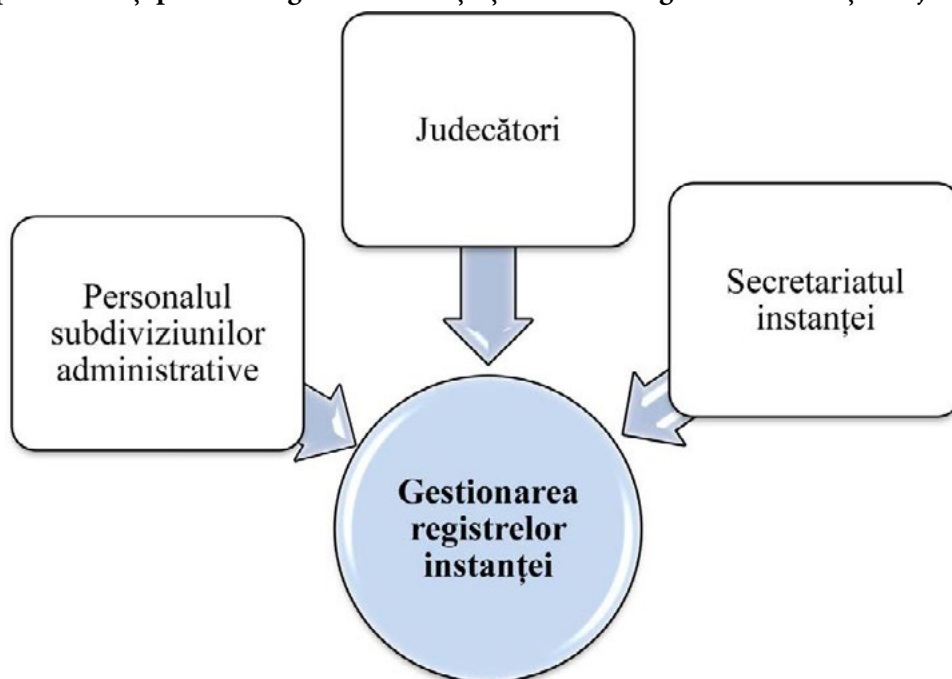 Judecători
Personalul
subdiviziunilor
administrative
Secretariatul
instanței
Gestionarea
registrelor
instanței